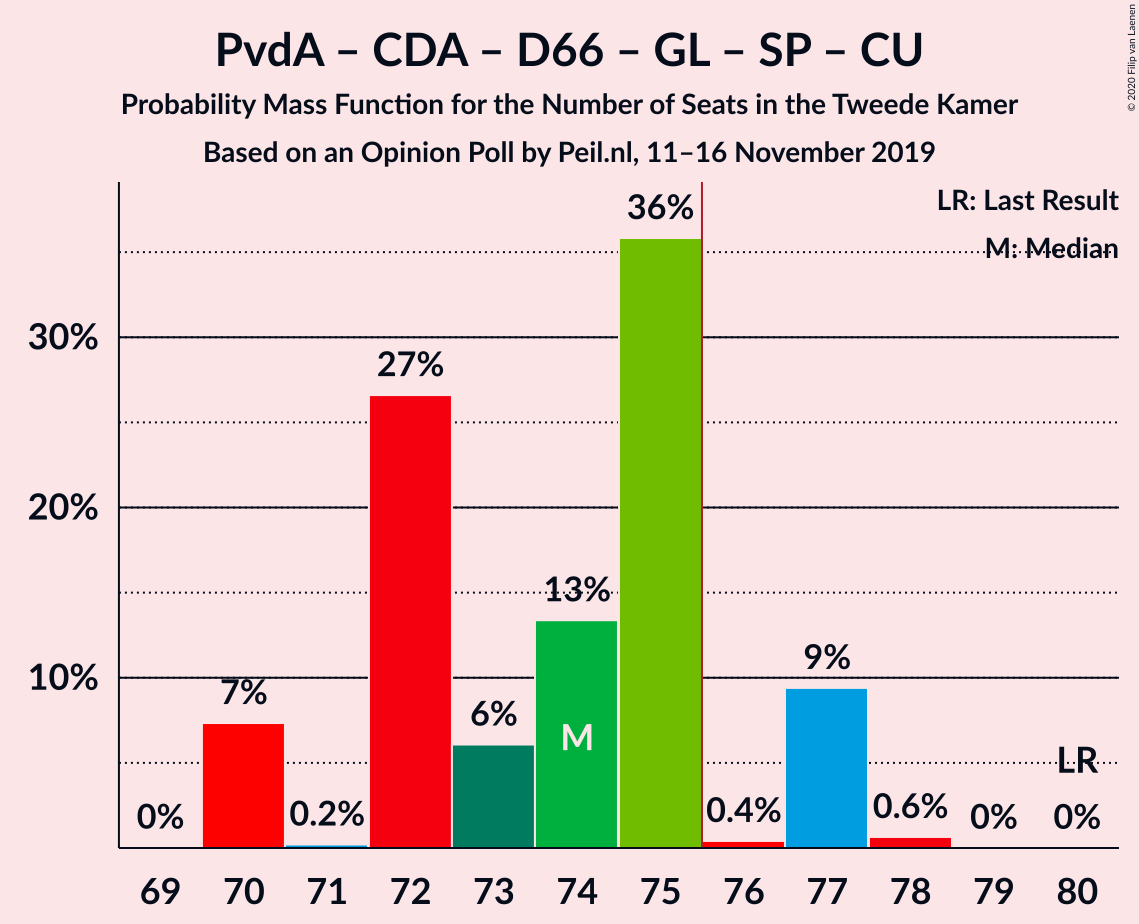 PvdA – CDA – D66 – GL – SP – CU
Probability Mass Function for the Number of Seats in the Tweede Kamer
Based on an Opinion Poll by Peil.nl, 11–16 November 2019
© 2020 Filip van Laenen
LR: Last Result
M: Median
36%
30%
27%
20%
13%
10%
9%
7%
6%
M
LR
0%
0.2%
0.4%
0.6%
0%
0%
69 70 71 72 73 74 75 76 77 78 79 80